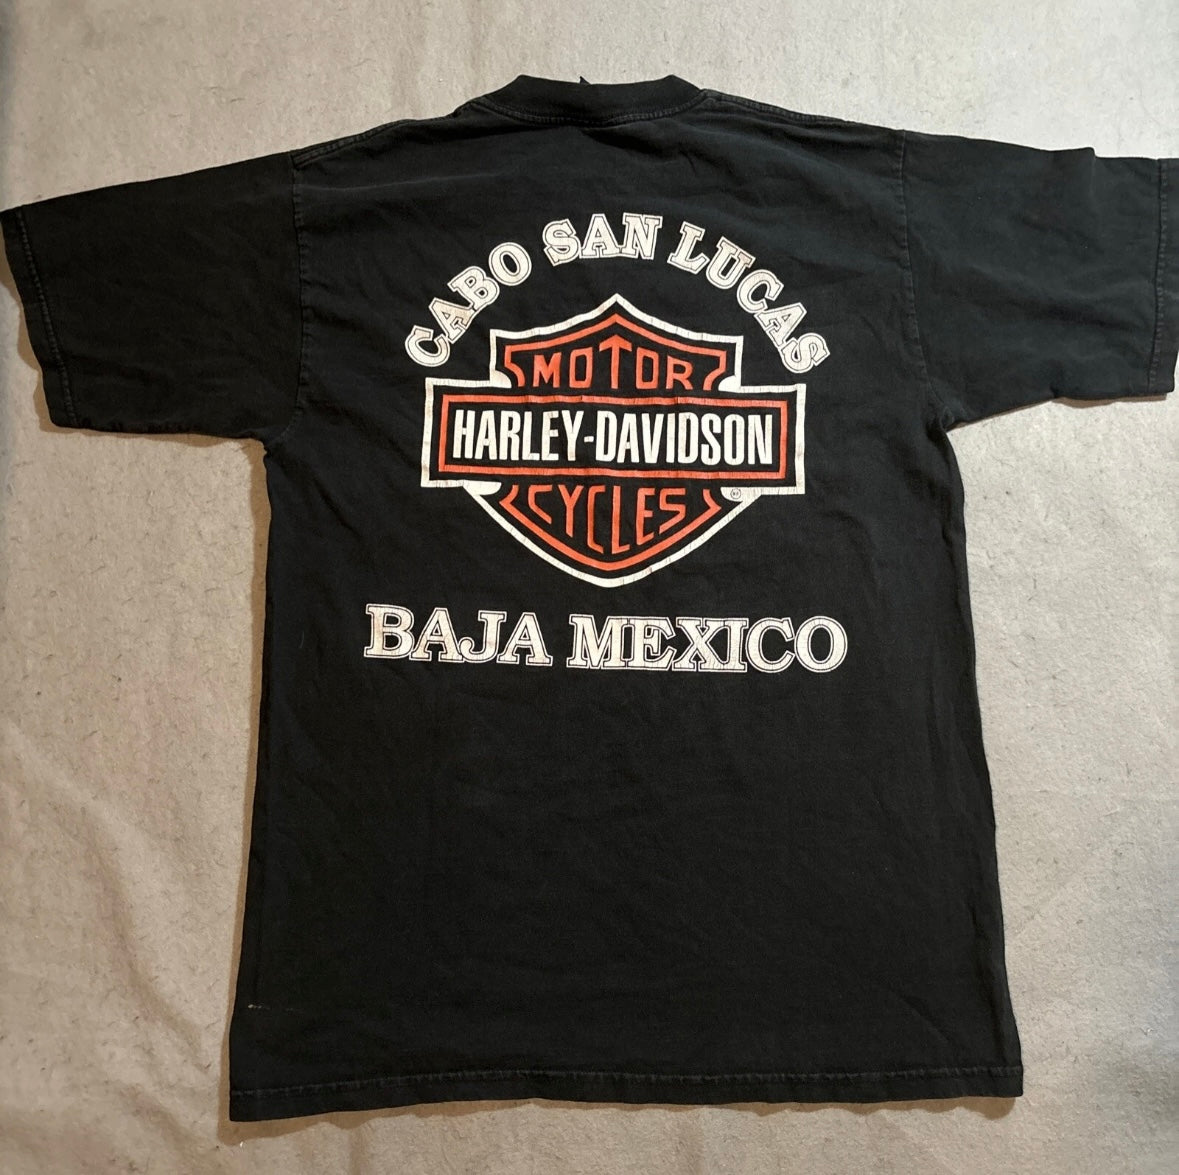 CABO SAN LUCAS
MOTOR
HARLEY-DAVIDSON
CYCLES
BAJA MEXICO